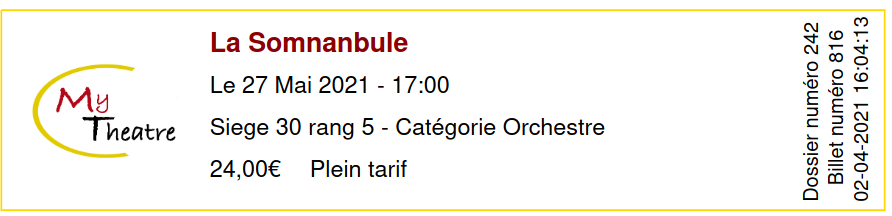 My
Theatre
La Somnanbule
Le 27 Mai 2021 - 17:00
Siege 30 rang 5 - Catégorie Orchestre
24,00€ Plein tarif
Dossier numéro 242
Billet numéro 816
02-04-2021 16:04:13